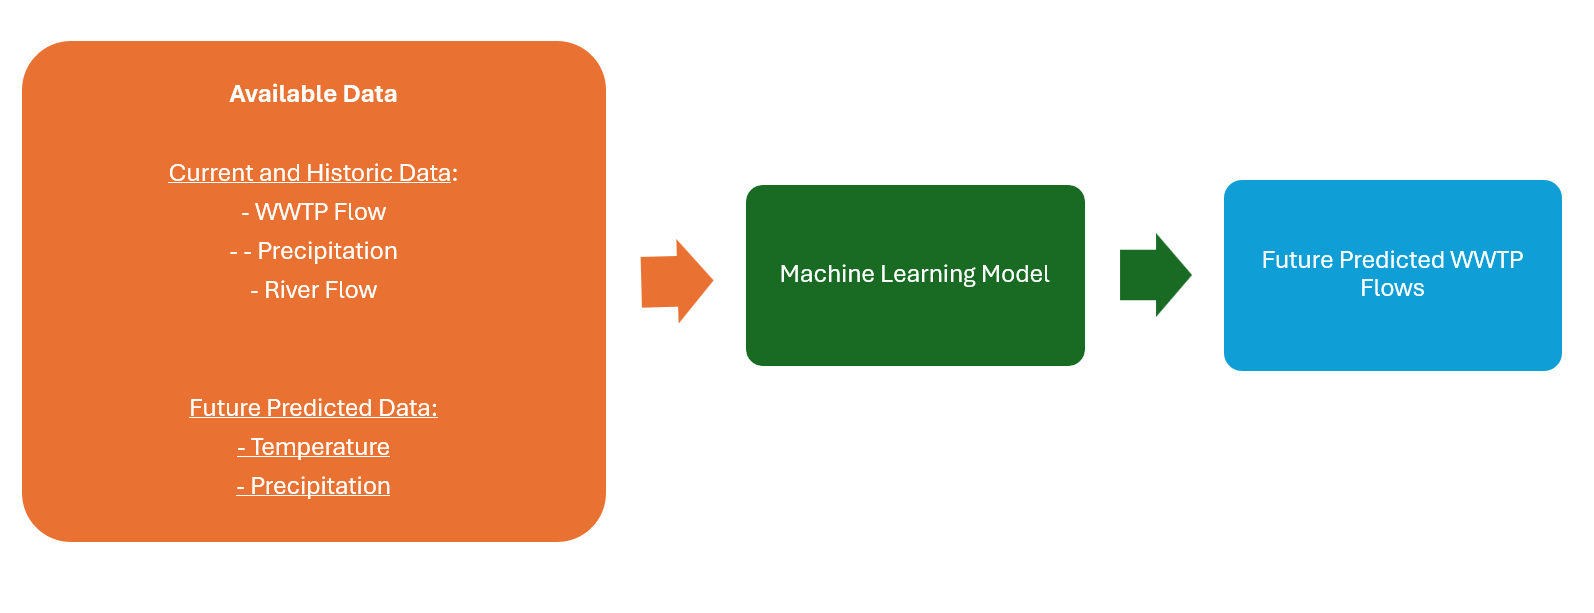 Available Data
Current and Historic Data:
- WWTP Flow
- - Precipitation
- River Flow
Future Predicted Data:
- Temperature
- Precipitation
Machine Learning Model
Future Predicted WWTP
Flows